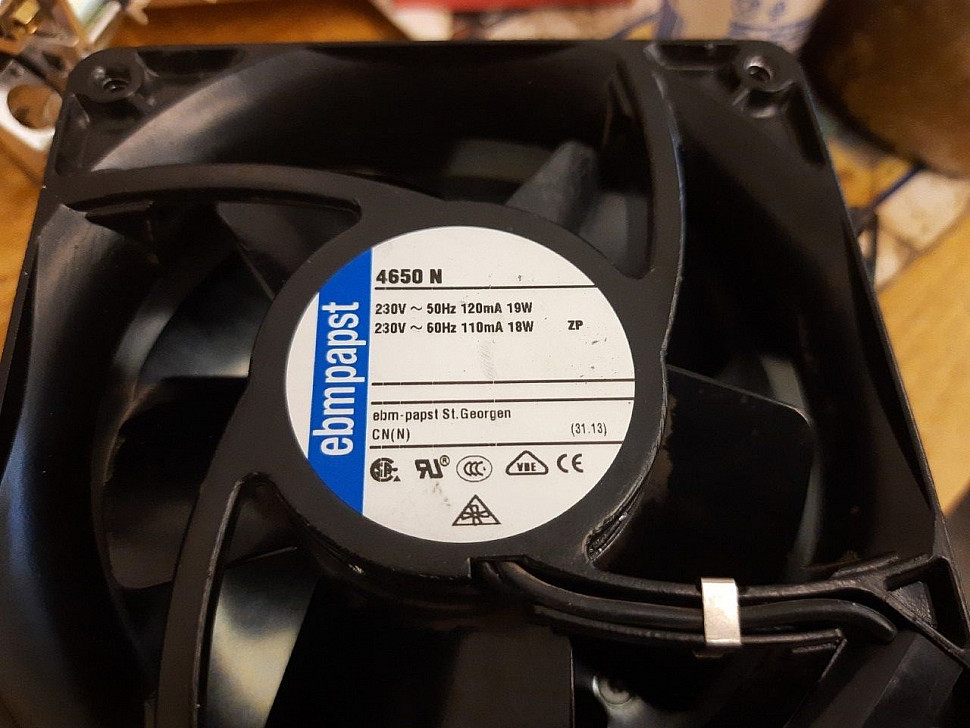 4650 N
230V ~ 50Hz 120mA 19W
230V ~ 60Hz 110mA 18W ZP
ebmpapst
ebm-papst St.Georgen
CN(N) (31.13)
VDE CE